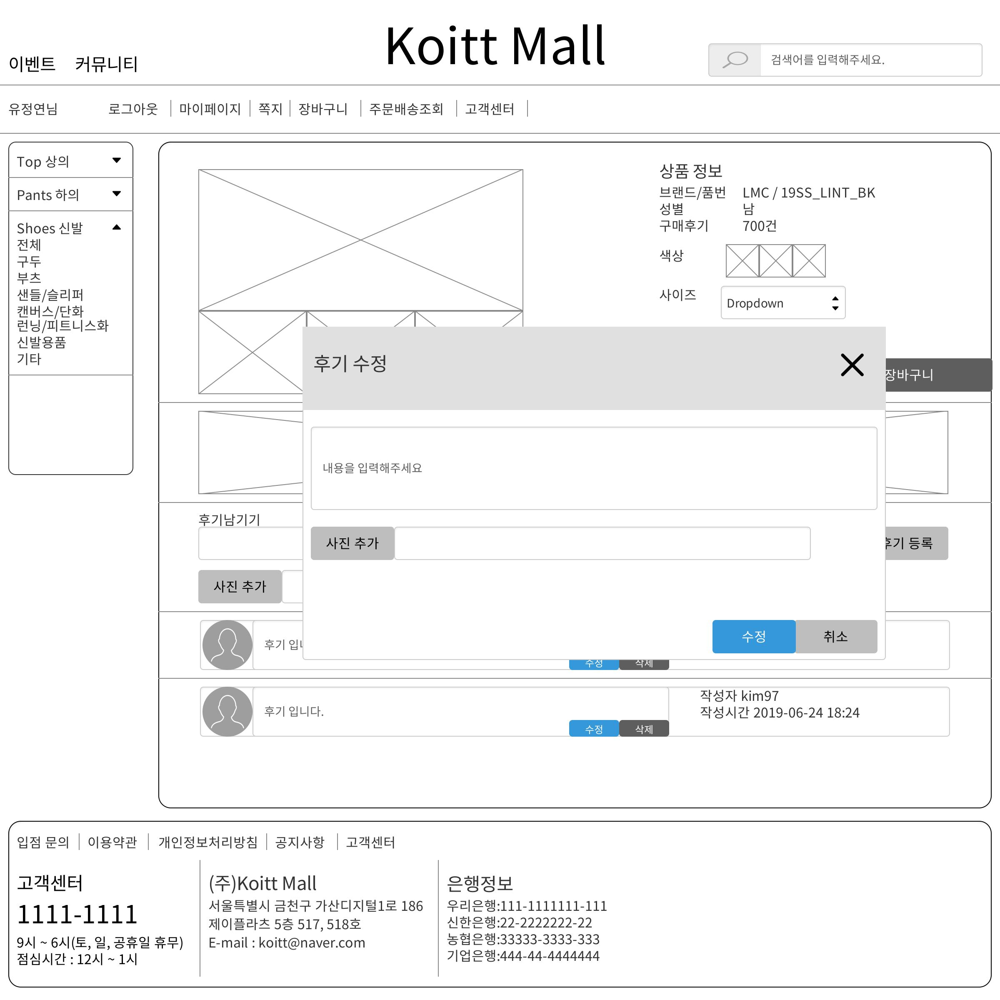 Koitt Mall
이벤트 커뮤니티
검색어를 입력해주세요.
유정연님 로그아웃 마이페이지 쪽지 장바구니 주문배송조회 고객센터
Top 상의
Pants 하의
Shoes 신발
전체
구두
부츠
샌들/슬리퍼
캔버스/단화
런닝/피트니스화
신발용품
기타
상품 정보
브랜드/품번 LMC / 19SS_LINT_BK
성별 남
구매후기 700건
색상
사이즈 Dropdown
장바구니
후기 수정
내용을 입력해주세요
사진 추가
수정 취소
후기남기기
후기 등록
사진 추가
후기 입니
수정 삭제
후기 입니다.
수정 삭제
작성자 kim97
작성시간 2019-06-24 18:24
입점 문의 이용약관 개인정보처리방침 공지사항 고객센터
고객센터
1111-1111
9시 ~ 6시(토, 일, 공휴일 휴무)
점심시간 : 12시 ~ 1시
(주)Koitt Mall
서울특별시 금천구 가산디지털1로 186
제이플라츠 5층 517, 518호
E-mail : koitt@naver.com
은행정보
우리은행:111-1111111-111
신한은행:22-2222222-22
농협은행:33333-3333-333
기업은행:444-44-4444444